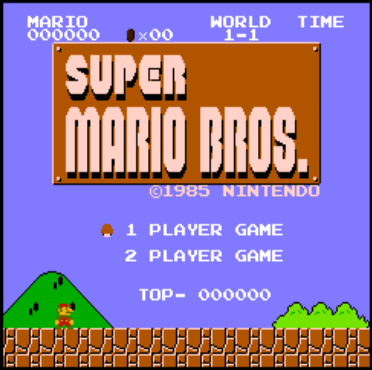 MARIO WORLD TIME
000000 ×00 1-1
SUPER
MARIO BROS.
©1985 NINTENDO
1 PLAYER GAME
2 PLAYER GAME
TOP- 000000